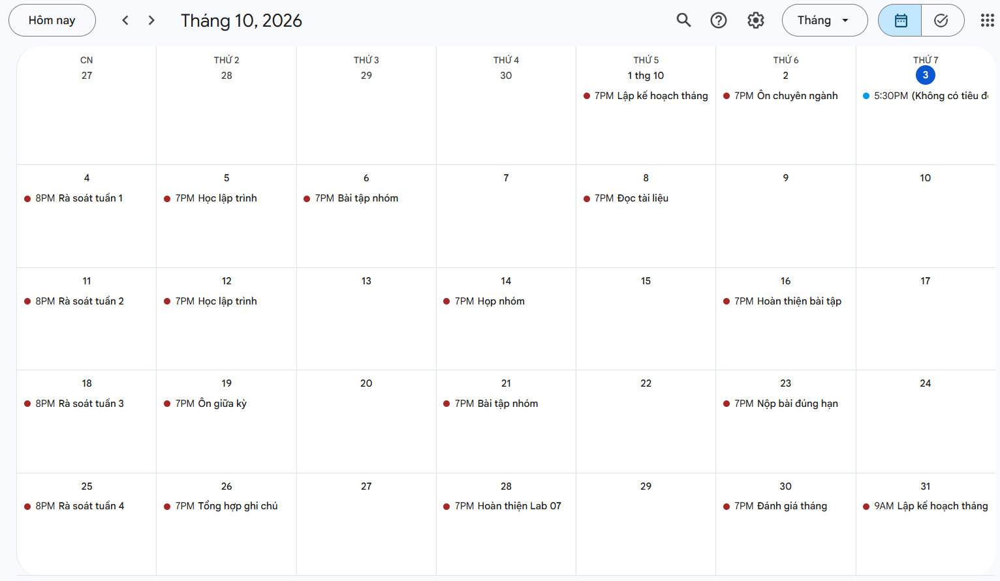 Hôm nay
Tháng 10, 2026
Tháng
CN
THỨ 2
THỨ 3
THỨ 4
THỨ 5
THỨ 6
THỨ 7
27
28
29
30
1 thg 10
2
3
7PM Lập kế hoạch tháng
7PM Ôn chuyên ngành
5:30PM (Không có tiêu đ
4
5
6
7
8
9
10
8PM Rà soát tuần 1
7PM Học lập trình
7PM Bài tập nhóm
7PM Đọc tài liệu
11
12
13
14
15
16
17
8PM Rà soát tuần 2
7PM Học lập trình
7PM Họp nhóm
7PM Hoàn thiện bài tập
18
19
20
21
22
23
24
8PM Rà soát tuần 3
7PM Ôn giữa kỳ
7PM Bài tập nhóm
7PM Nộp bài đúng hạn
25
26
27
28
29
30
31
8PM Rà soát tuần 4
7PM Tổng hợp ghi chú
7PM Hoàn thiện Lab 07
7PM Đánh giá tháng
9AM Lập kế hoạch tháng